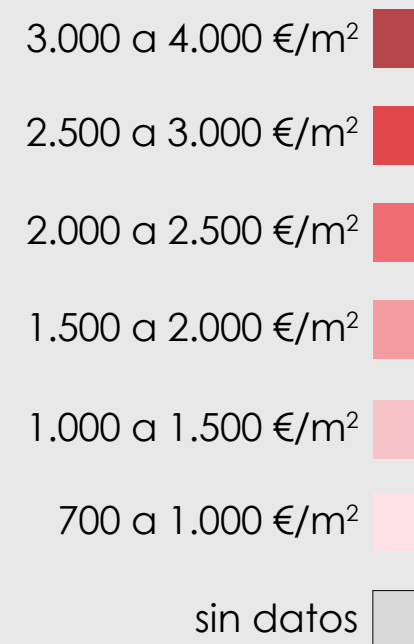 3.000 a 4.000 €/m²
2.500 a 3.000 €/m²
2.000 a 2.500 €/m²
1.500 a 2.000 €/m²
1.000 a 1.500 €/m²
700 a 1.000 €/m²
sin datos